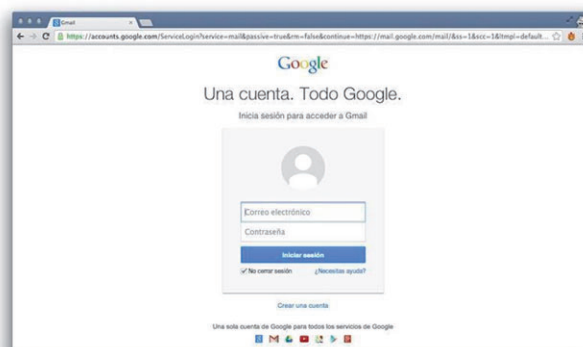 Gmail
https://accounts.google.com/ServiceLogin?service=mail&passive=true&rm=false&continue=https://mail.google.com/mail/&ss=1&scc=1&ltmpl=default...
Google
Una cuenta. Todo Google.
Inicia sesión para acceder a Gmail
Correo electrónico
Contraseña
Iniciar sesión
No cerrar sesión ¿Necesitas ayuda?
Crear una cuenta
Una sola cuenta de Google para todos los servicios de Google